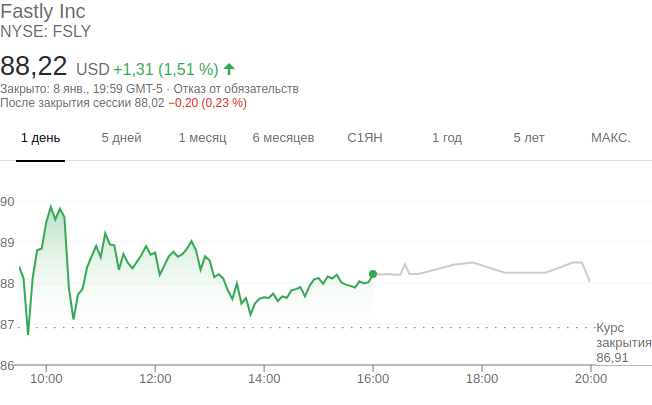 Fastly Inc
NYSE: FSLY
88,22 USD +1,31 (1,51 %)
Закрыто: 8 янв., 19:59 GMT-5 · Отказ от обязательств
После закрытия сессии 88,02 −0,20 (0,23 %)
1 день 5 дней 1 месяц 6 месяцев С1ЯН 1 год 5 лет МАКС.
90
89
88
87
Курс
закрытия
86,91
86
10:00 12:00 14:00 16:00 18:00 20:00